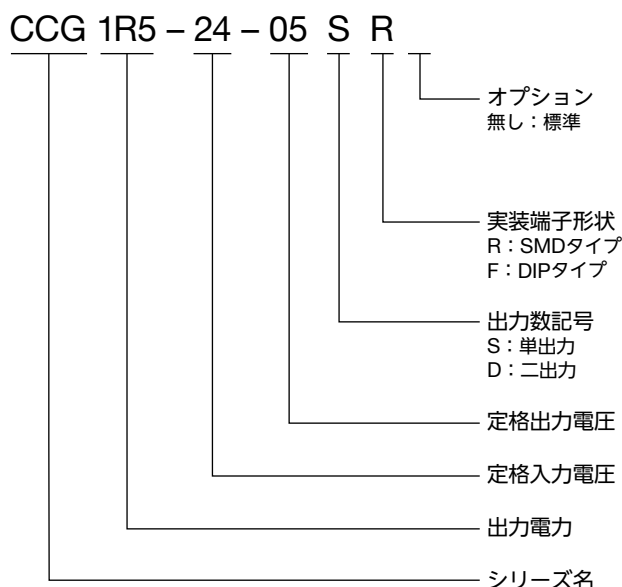 CCG 1R5 – 24 – 05 S R
オプション
無し：標準
実装端子形状
R：SMDタイプ
F：DIPタイプ
出力数記号
S：単出力
D：二出力
定格出力電圧
定格入力電圧
出力電力
シリーズ名